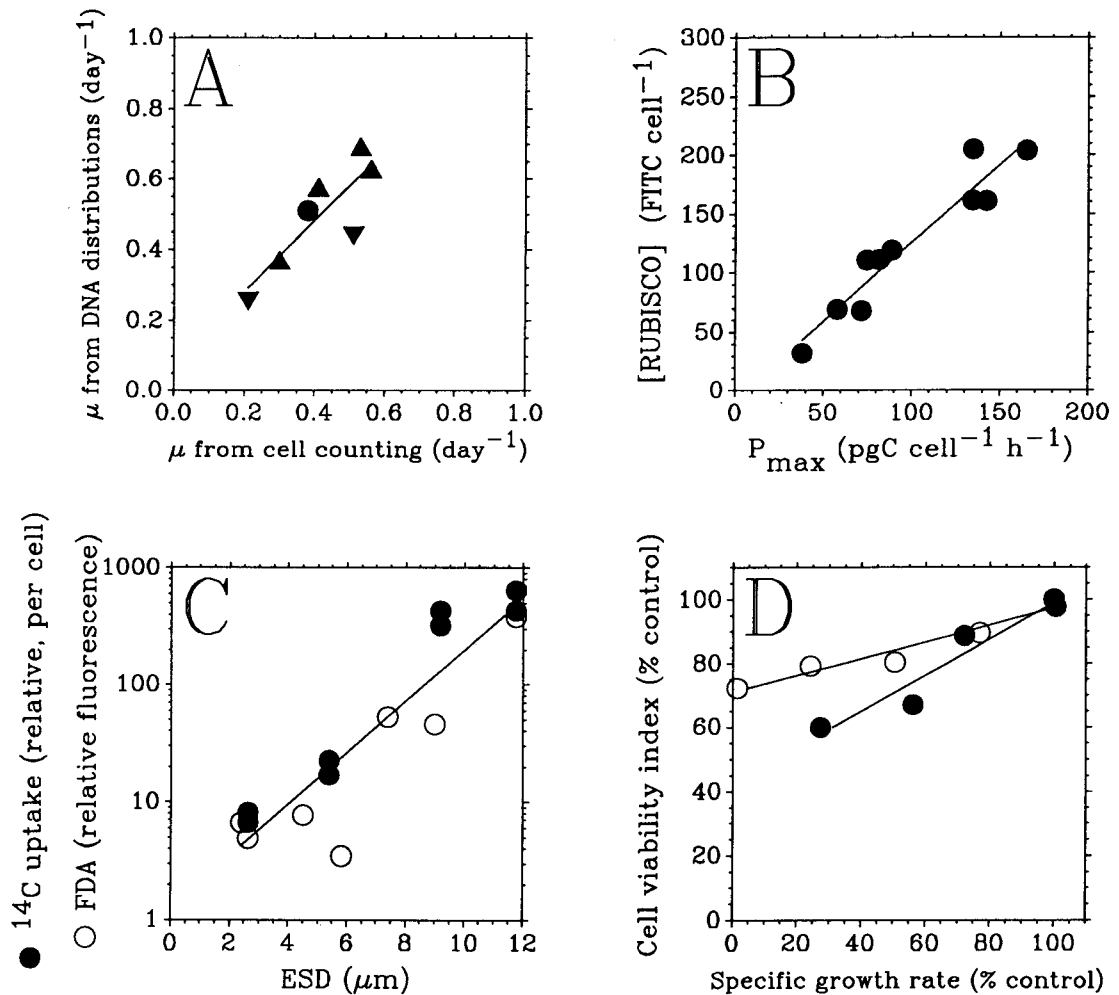 A
μ from DNA distributions (day⁻¹)
1.0
0.8
0.6
0.4
0.2
0.0
0.0 0.2 0.4 0.6 0.8 1.0
μ from cell counting (day⁻¹)
B
[RUBISCO] (FITC cell⁻¹)
300
250
200
150
100
50
0
0 50 100 150 200
Pmax (pgC cell⁻¹ h⁻¹)
C
● ¹⁴C uptake (relative, per cell)
○ FDA (relative fluorescence)
1000
100
10
1
0 2 4 6 8 10 12
ESD (μm)
D
Cell viability index (% control)
100
80
60
40
20
0
0 20 40 60 80 100
Specific growth rate (% control)